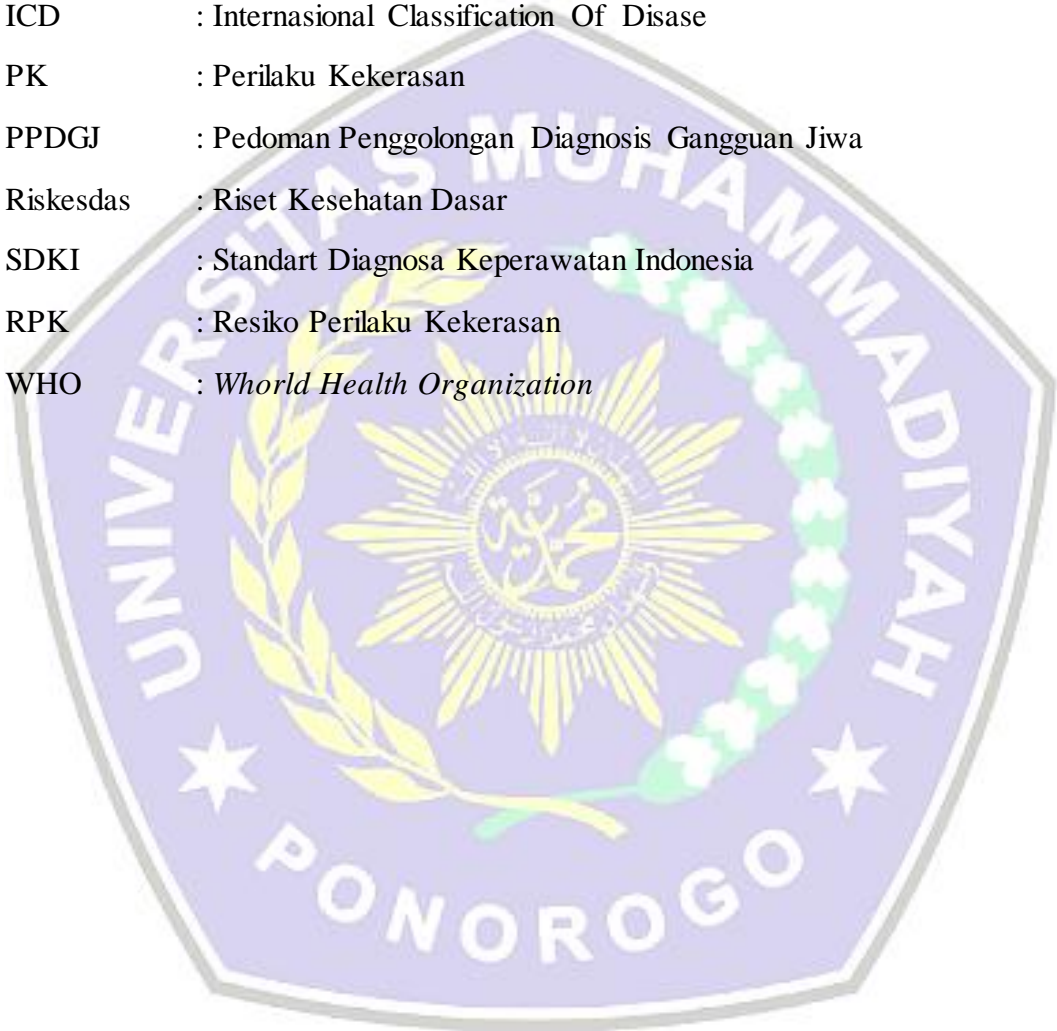 ICD : Internasional Classification Of Disase
PK : Perilaku Kekerasan
PPDGJ : Pedoman Penggolongan Diagnosis Gangguan Jiwa
Riskesdas : Riset Kesehatan Dasar
SDKI : Standart Diagnosa Keperawatan Indonesia
RPK : Resiko Perilaku Kekerasan
WHO : Whorld Health Organization
UNIVERSITAS MUHAMMADIYAH
PONOROGO
محمدية